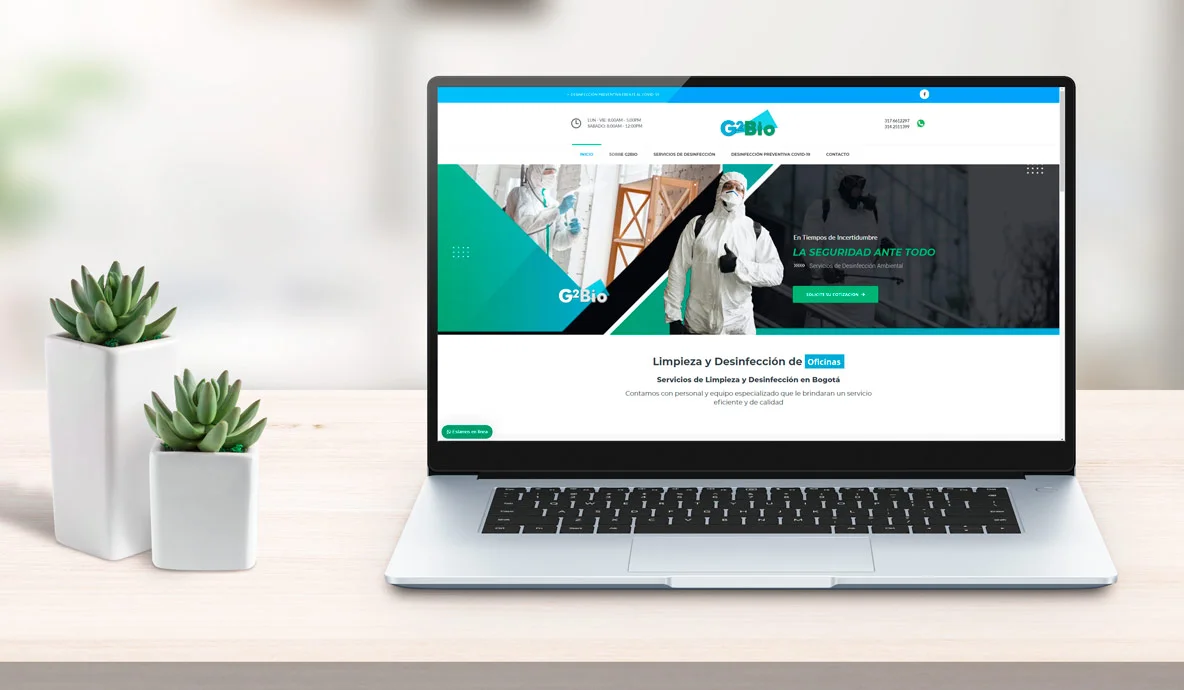 DESINFECCIÓN PREVENTIVA FRENTE AL COVID-19
LUN - VIE: 8:00AM - 5:00PM
SABADO: 8:00AM - 12:00PM
G2Bio
317 6612297
314 2511399
INICIO SOBRE G2BIO SERVICIOS DE DESINFECCIÓN DESINFECCIÓN PREVENTIVA COVID-19 CONTACTO
En Tiempos de Incertidumbre
LA SEGURIDAD ANTE TODO
Servicios de Desinfección Ambiental
SOLICITE SU COTIZACIÓN →
G2Bio
Limpieza y Desinfección de Oficinas
Servicios de Limpieza y Desinfección en Bogotá
Contamos con personal y equipo especializado que le brindaran un servicio
eficiente y de calidad
Estamos en línea